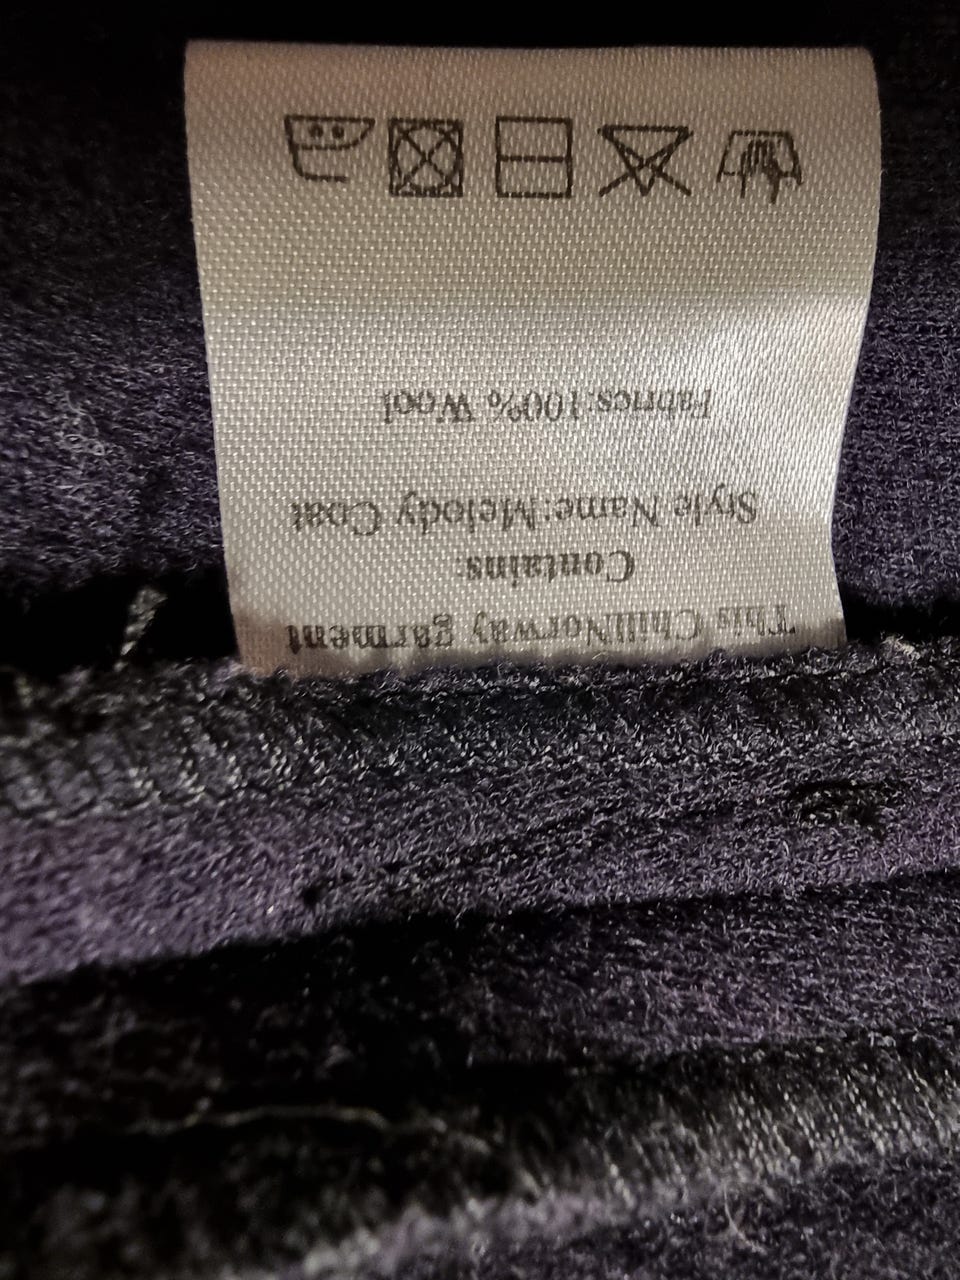 This ChillNorway garment
Contains:
Style Name:Melody Coat
Fabrics:100% Wool